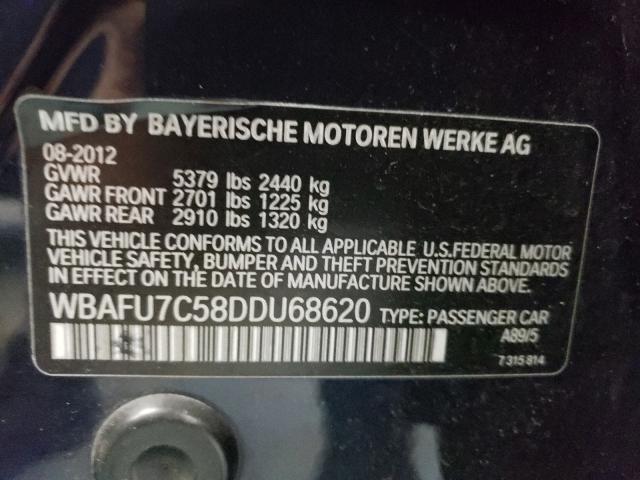 MFD BY BAYERISCHE MOTOREN WERKE AG
08-2012
GVWR 5379 lbs 2440 kg
GAWR FRONT 2701 lbs 1225 kg
GAWR REAR 2910 lbs 1320 kg
THIS VEHICLE CONFORMS TO ALL APPLICABLE U.S.FEDERAL MOTOR
VEHICLE SAFETY, BUMPER AND THEFT PREVENTION STANDARDS
IN EFFECT ON THE DATE OF MANUFACTURE SHOWN ABOVE.
WBAFU7C58DDU68620 TYPE: PASSENGER CAR
A89/5
7 315 814